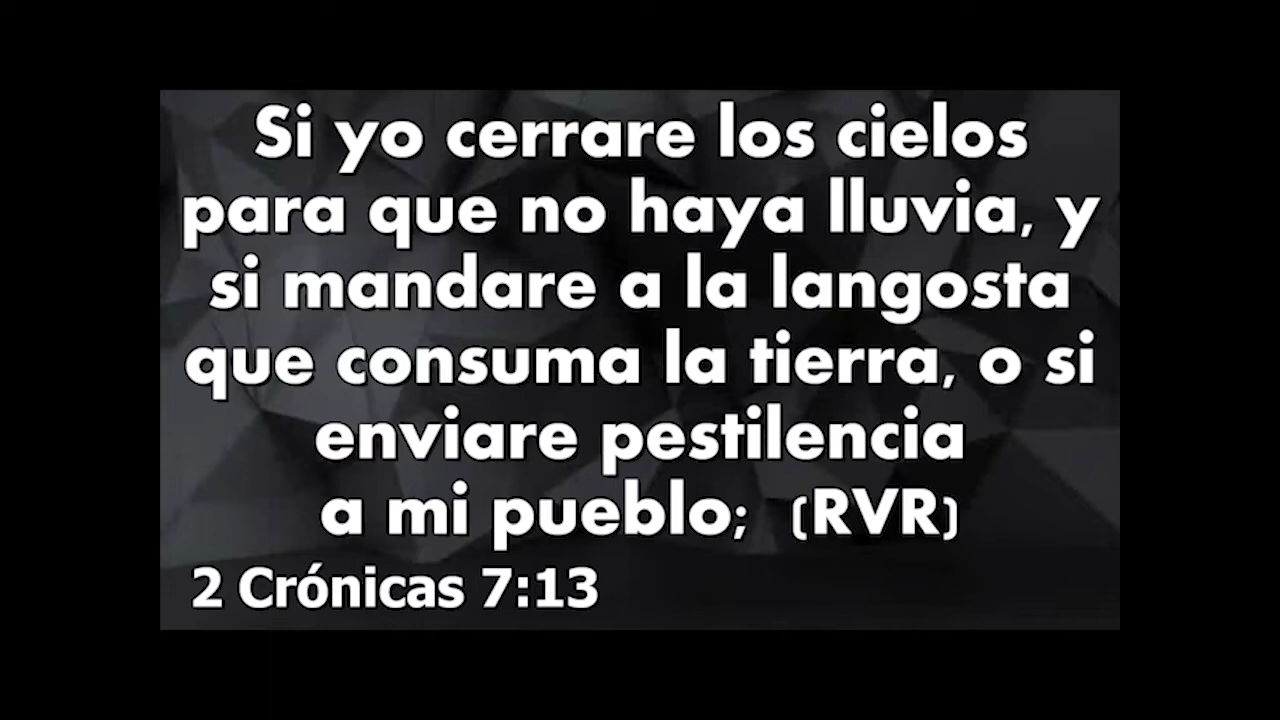 Si yo cerrare los cielos
para que no haya lluvia, y
si mandare a la langosta
que consuma la tierra, o si
enviare pestilencia
a mi pueblo; (RVR)
2 Crónicas 7:13